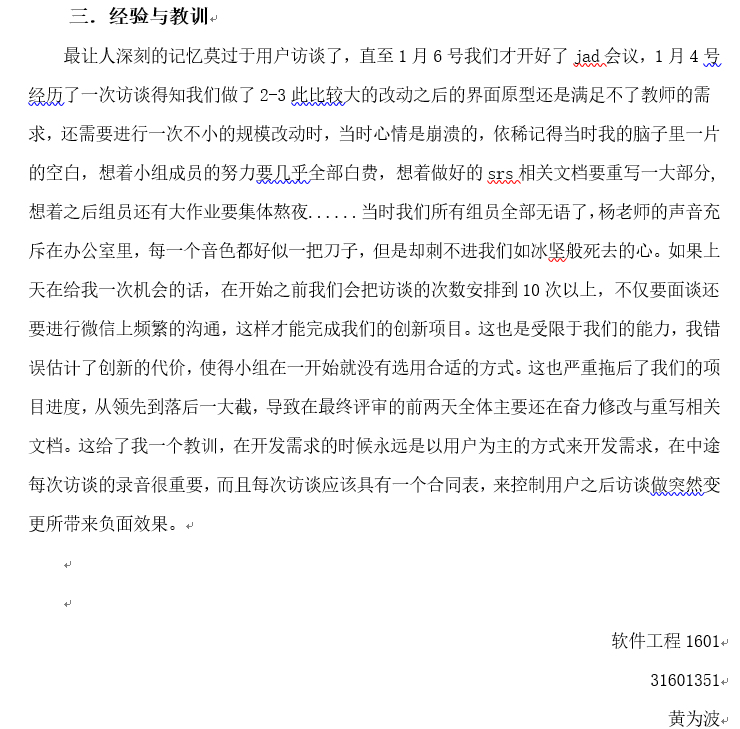 三．经验与教训
最让人深刻的记忆莫过于用户访谈了，直至1月6号我们才开好了jad会议，1月4号
经历了一次访谈得知我们做了2-3此比较大的改动之后的界面原型还是满足不了教师的需
求，还需要进行一次不小的规模改动时，当时心情是崩溃的，依稀记得当时我的脑子里一片
的空白，想着小组成员的努力要几乎全部白费，想着做好的srs相关文档要重写一大部分，
想着之后组员还有大作业要集体熬夜......当时我们所有组员全部无语了，杨老师的声音充
斥在办公室里，每一个音色都好似一把刀子，但是却刺不进我们如冰坚般死去的心。如果上
天在给我一次机会的话，在开始之前我们会把访谈的次数安排到10次以上，不仅要面谈还
要进行微信上频繁的沟通，这样才能完成我们的创新项目。这也是受限于我们的能力，我错
误估计了创新的代价，使得小组在一开始就没有选用合适的方式。这也严重拖后了我们的项
目进度，从领先到落后一大截，导致在最终评审的前两天全体主要还在奋力修改与重写相关
文档。这给了我一个教训，在开发需求的时候永远是以用户为主的方式来开发需求，在中途
每次访谈的录音很重要，而且每次访谈应该具有一个合同表，来控制用户之后访谈做突然变
更所带来负面效果。
软件工程1601
31601351
黄为波